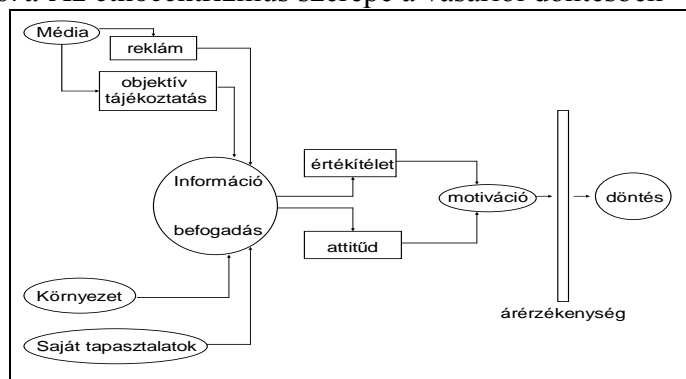 Média
reklám
objektív
tájékoztatás
Információ
befogadás
értékítélet
attitűd
motiváció
döntés
Környezet
Saját tapasztalatok
árérzékenység